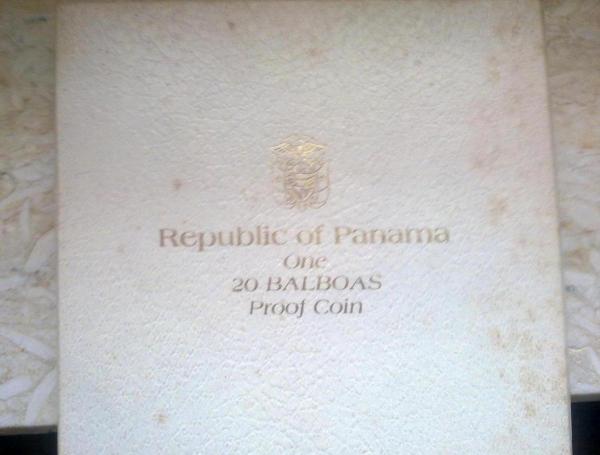 Republic of Panama
One
20 BALBOAS
Proof Coin